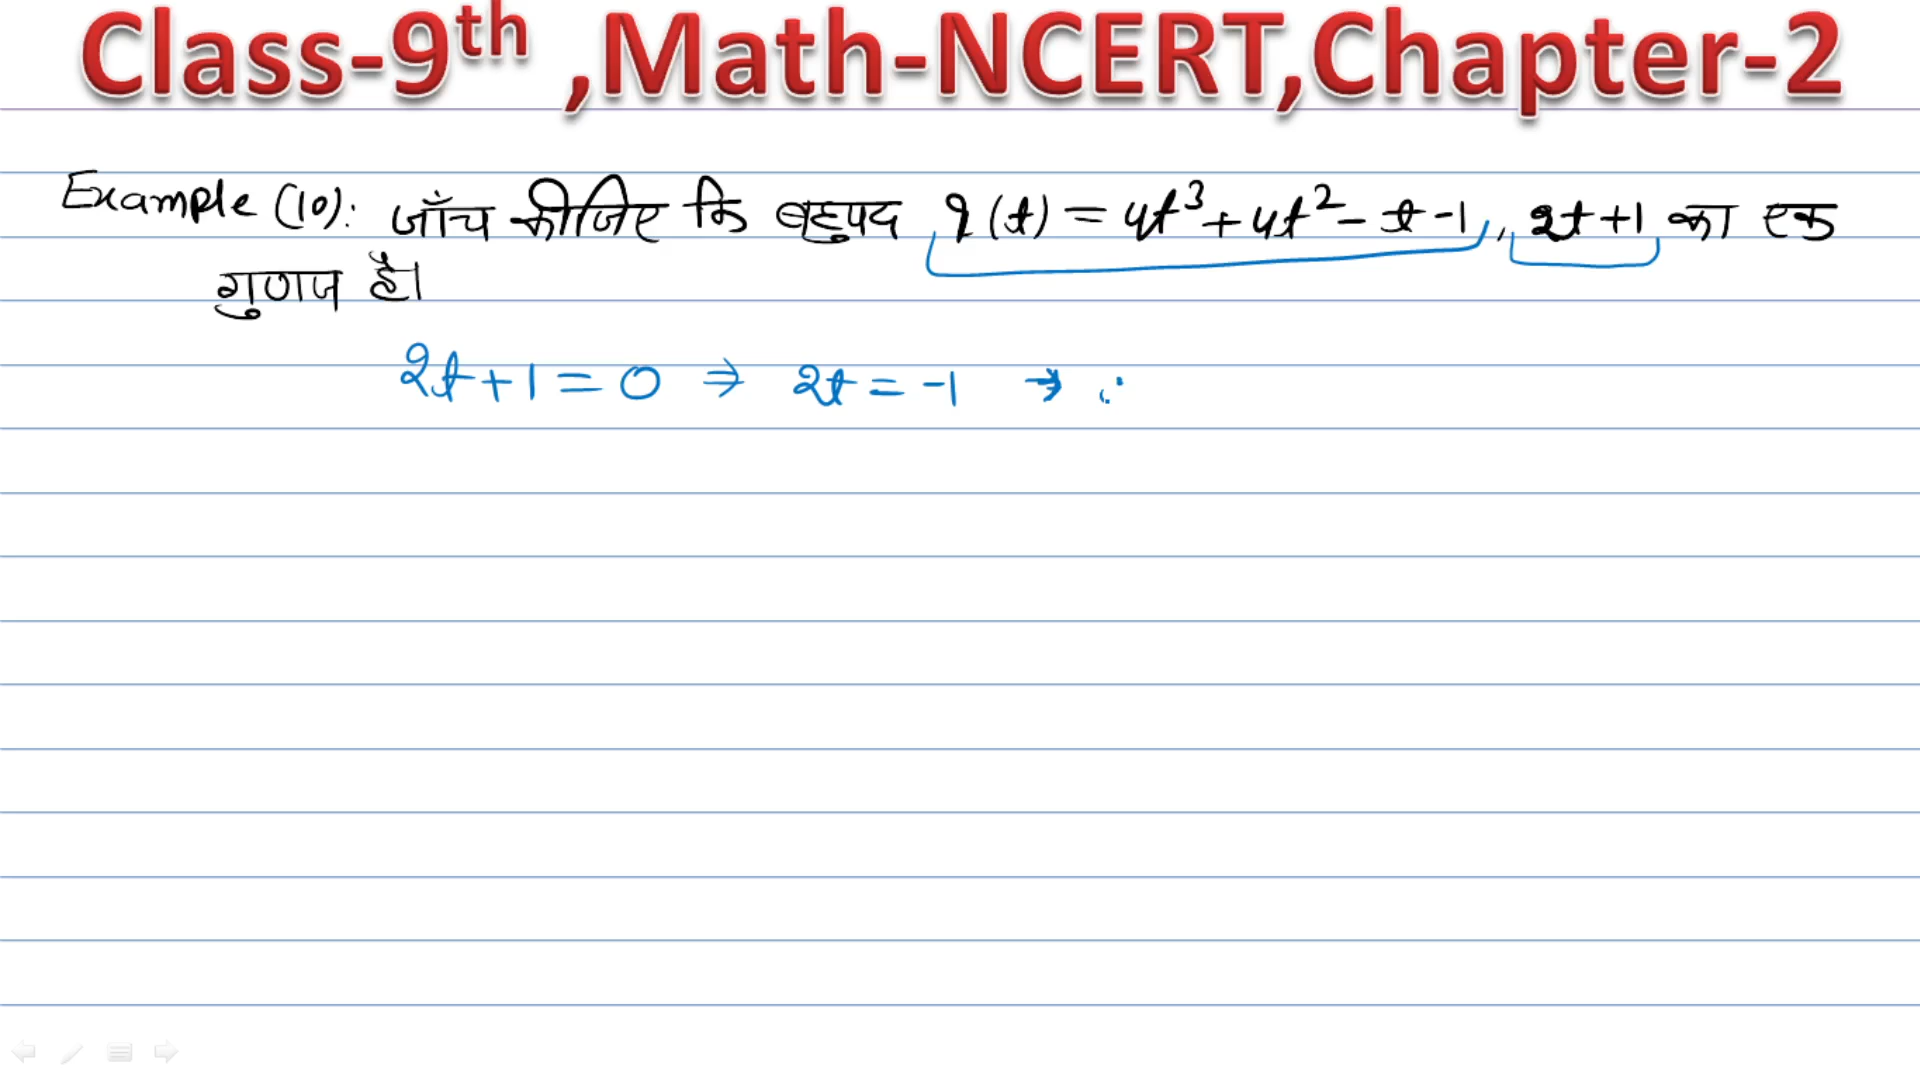 Class-9th ,Math-NCERT,Chapter-2
Example (10): जाँच कीजिए कि बहुपद q(t) = 4t³+4t²-t-1, 2t+1 का एक
गुणज है।
2t+1=0 ⇒ 2t=-1 ⇒